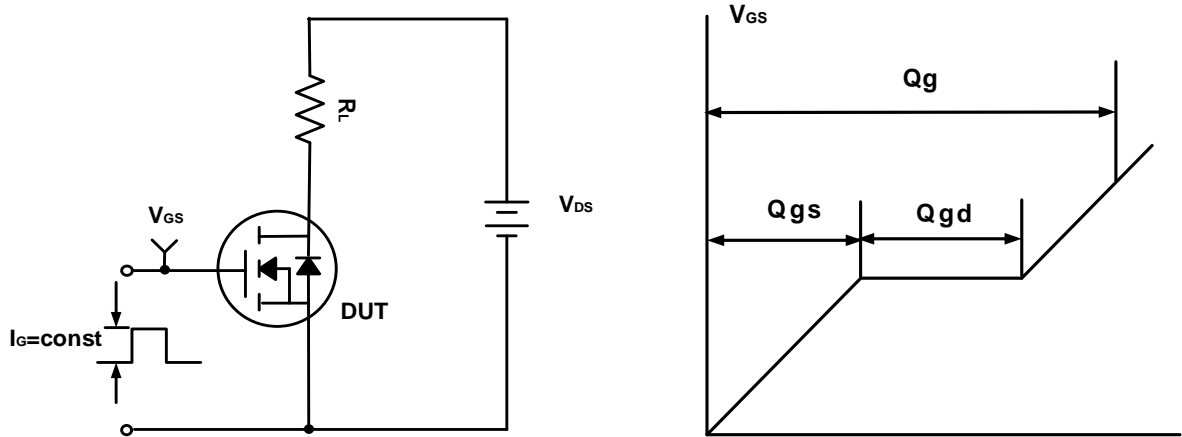 RL
VGS
VDS
DUT
IG=const
VGS
Qg
Qgs
Qgd